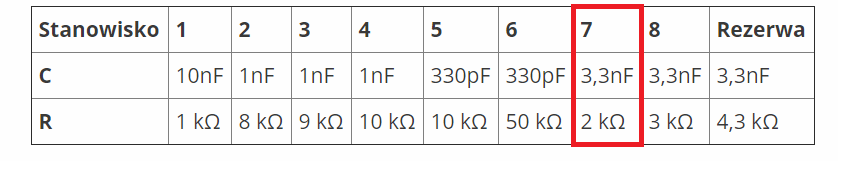 Stanowisko 1 2 3 4 5 6 7 8 Rezerwa
C 10nF 1nF 1nF 1nF 330pF 330pF 3,3nF 3,3nF 3,3nF
R 1 kΩ 8 kΩ 9 kΩ 10 kΩ 10 kΩ 50 kΩ 2 kΩ 3 kΩ 4,3 kΩ